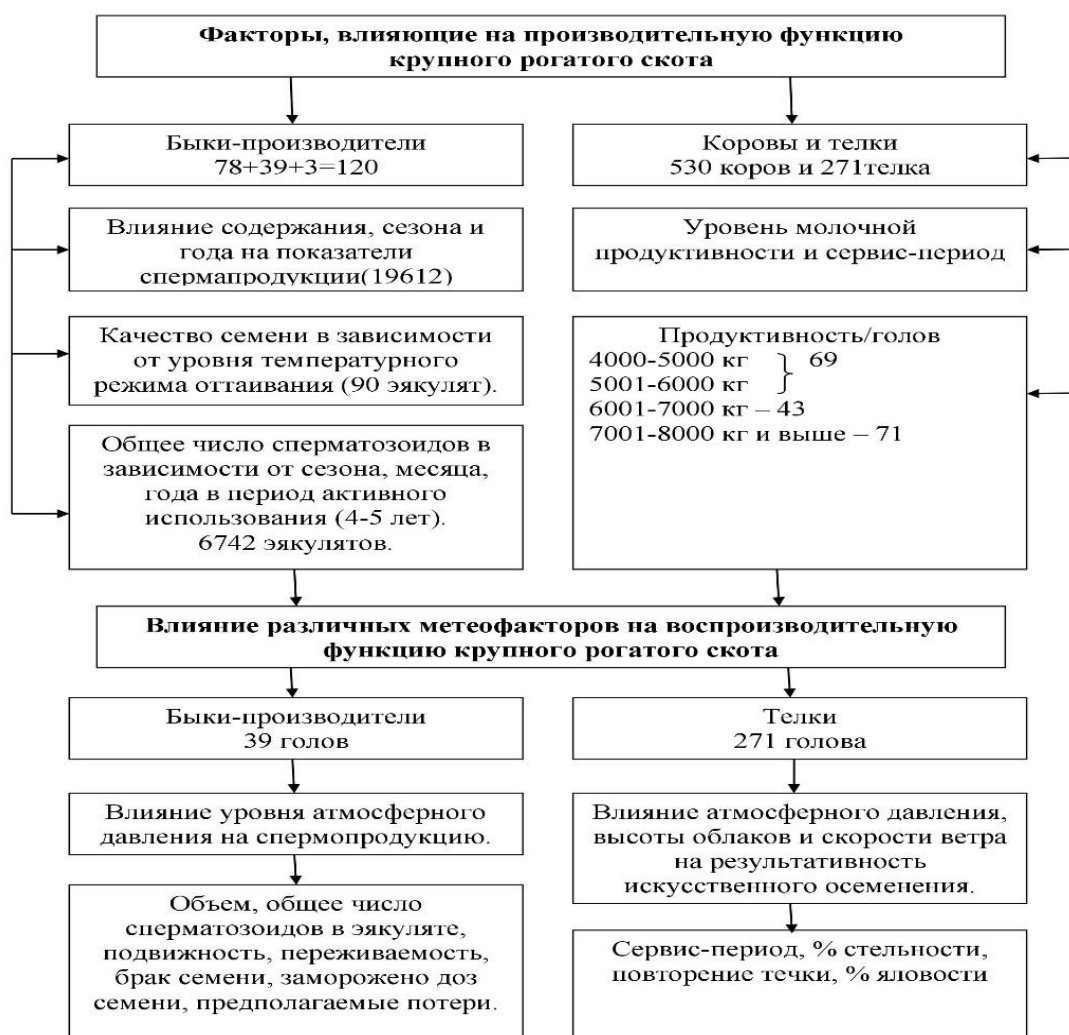 Факторы, влияющие на производительную функцию
крупного рогатого скота
Быки-производители
78+39+3=120
Коровы и телки
530 коров и 271телка
Влияние содержания, сезона и
года на показатели
спермапродукции(19612)
Уровень молочной
продуктивности и сервис-период
Качество семени в зависимости
от уровня температурного
режима оттаивания (90 эякулят).
Продуктивность/голов
4000-5000 кг } 69
5001-6000 кг
6001-7000 кг – 43
7001-8000 кг и выше – 71
Общее число сперматозоидов в
зависимости от сезона, месяца,
года в период активного
использования (4-5 лет).
6742 эякулятов.
Влияние различных метеофакторов на воспроизводительную
функцию крупного рогатого скота
Быки-производители
39 голов
Телки
271 голова
Влияние уровня атмосферного
давления на спермопродукцию.
Влияние атмосферного давления,
высоты облаков и скорости ветра
на результативность
искусственного осеменения.
Объем, общее число
сперматозоидов в эякуляте,
подвижность, переживаемость,
брак семени, заморожено доз
семени, предполагаемые потери.
Сервис-период, % стельности,
повторение течки, % яловости